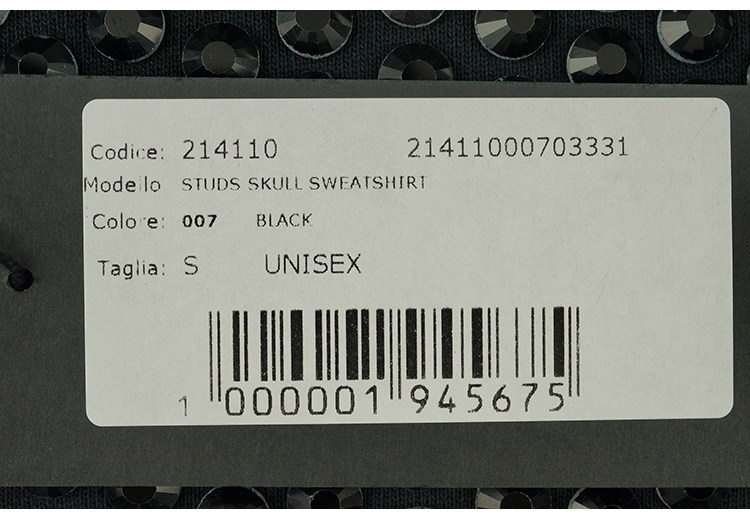 Codice: 214110 21411000703331
Modello STUDS SKULL SWEATSHIRT
Colore: 007 BLACK
Taglia: S UNISEX
1 000001 945675